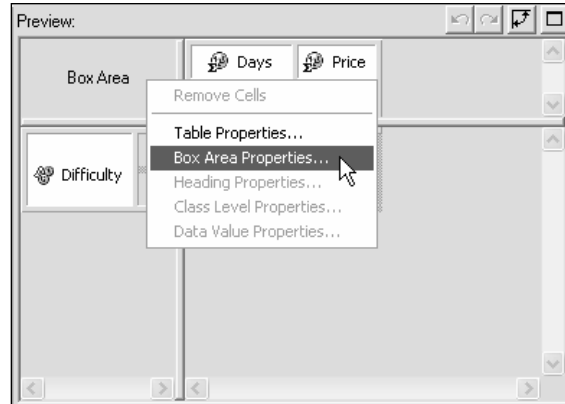 Preview:
Box Area
Days
Price
Remove Cells
Table Properties...
Box Area Properties...
Heading Properties...
Class Level Properties...
Data Value Properties...
Difficulty